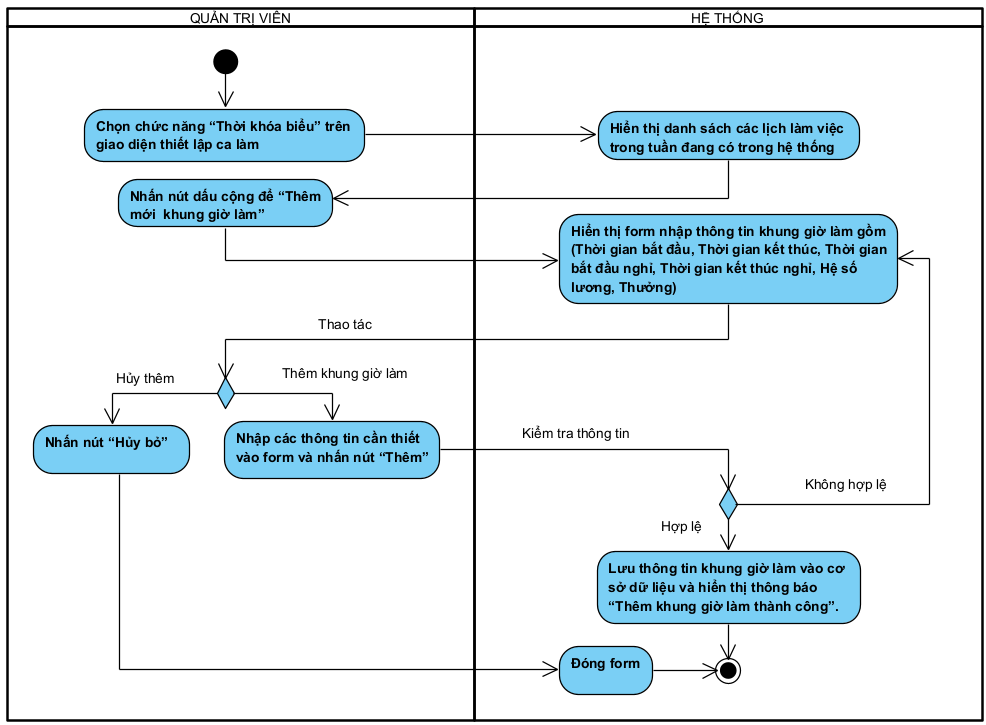 QUẢN TRỊ VIÊN
HỆ THỐNG
Chọn chức năng “Thời khóa biểu” trên
giao diện thiết lập ca làm
Hiển thị danh sách các lịch làm việc
trong tuần đang có trong hệ thống
Nhấn nút dấu cộng để “Thêm
mới  khung giờ làm”
Hiển thị form nhập thông tin khung giờ làm gồm
(Thời gian bắt đầu, Thời gian kết thúc, Thời gian
bắt đầu nghỉ, Thời gian kết thúc nghỉ, Hệ số
lương, Thưởng)
Thao tác
Hủy thêm
Thêm khung giờ làm
Nhấn nút “Hủy bỏ”
Nhập các thông tin cần thiết
vào form và nhấn nút “Thêm”
Kiểm tra thông tin
Không hợp lệ
Hợp lệ
Lưu thông tin khung giờ làm vào cơ
sở dữ liệu và hiển thị thông báo
“Thêm khung giờ làm thành công”.
Đóng form